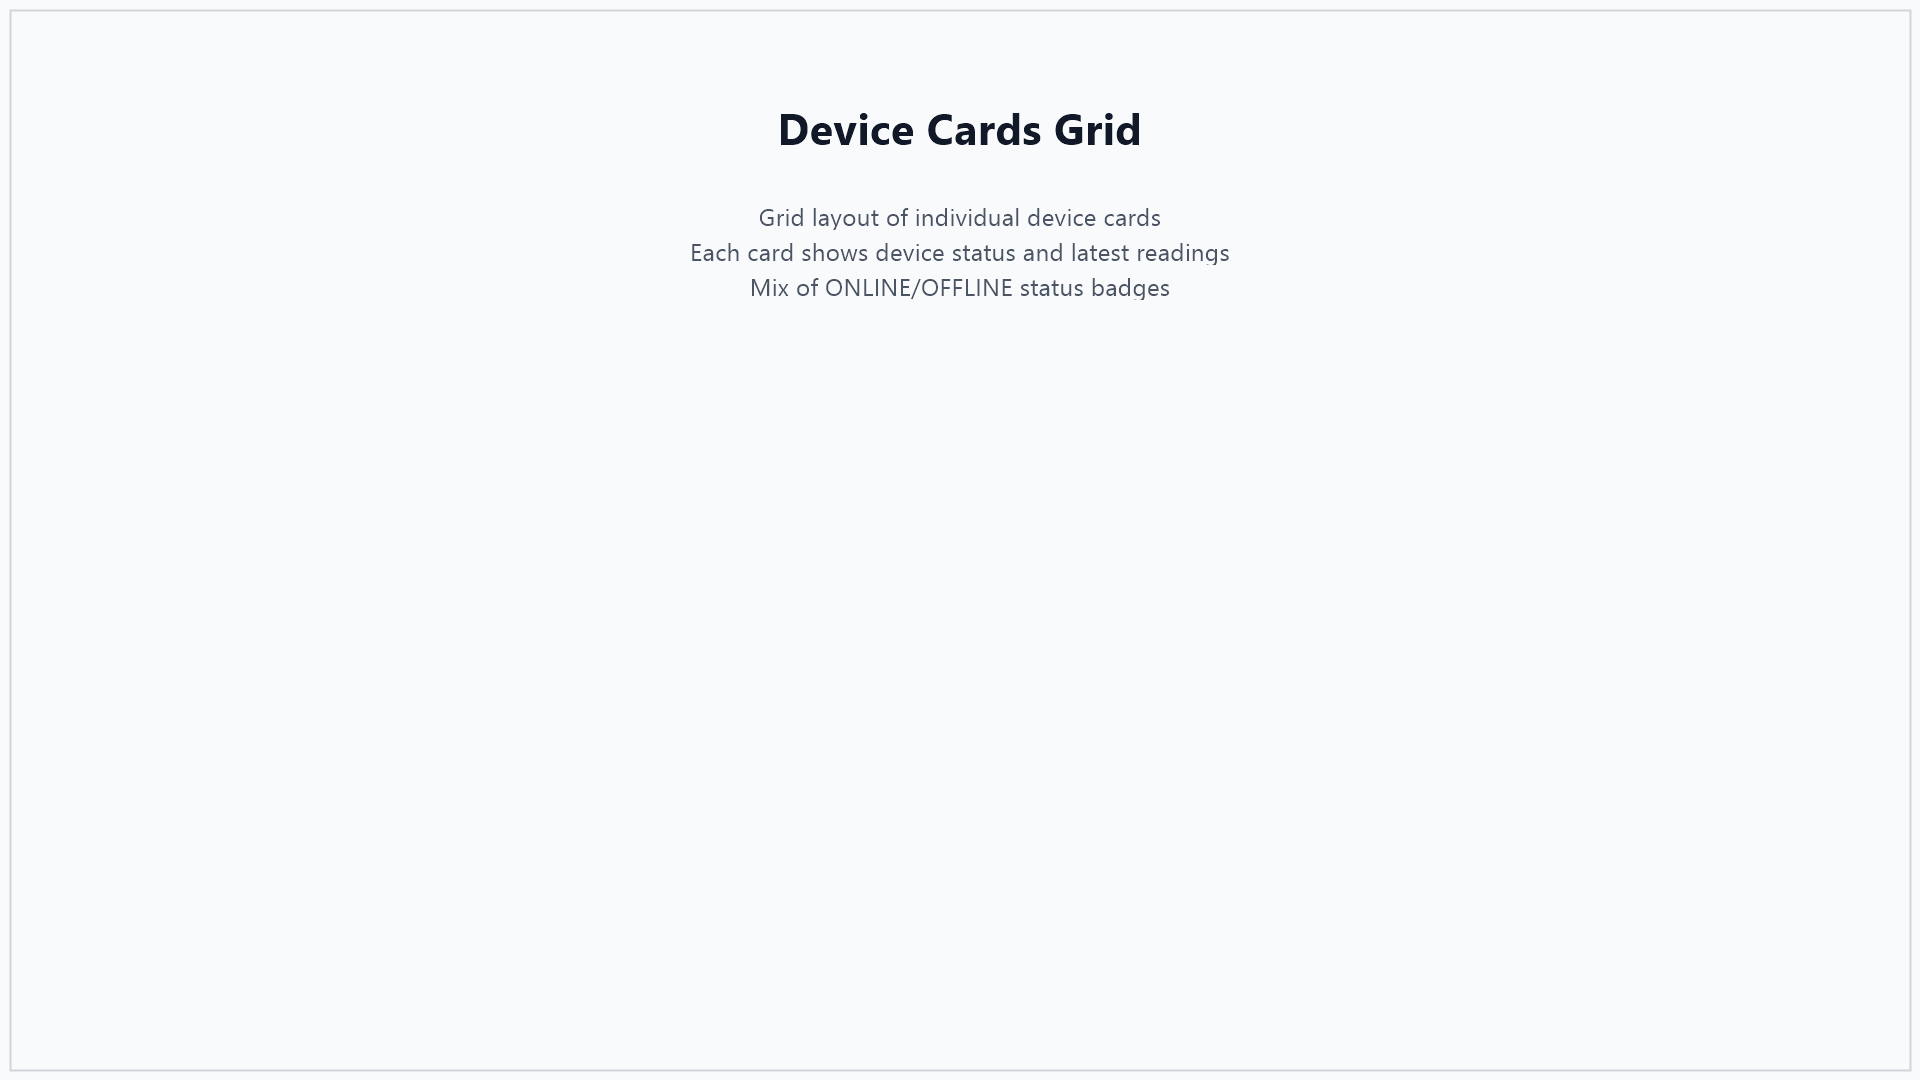 Device Cards Grid
Grid layout of individual device cards
Each card shows device status and latest readings
Mix of ONLINE/OFFLINE status badges